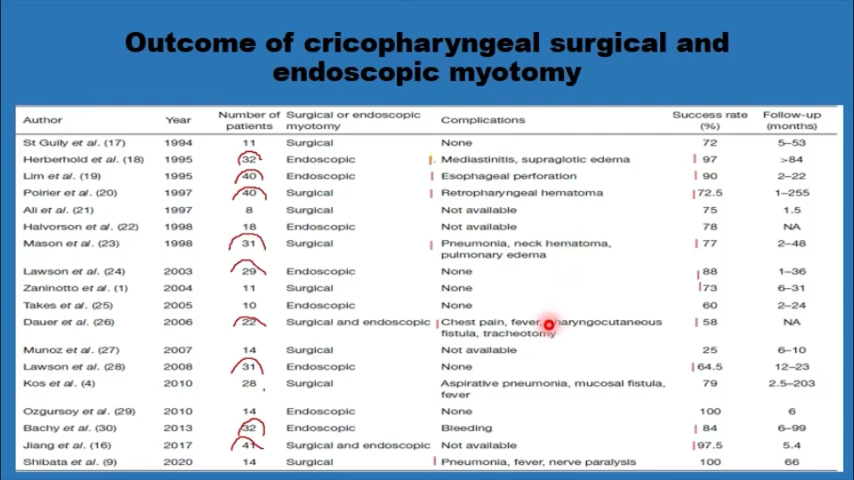 Outcome of cricopharyngeal surgical and
endoscopic myotomy
Author Year Number of patients Surgical or endoscopic myotomy Complications Success rate (%) Follow-up (months)
St Guily et al. (17) 1994 11 Surgical None 72 5–53
Herberhold et al. (18) 1995 32 Endoscopic Mediastinitis, supraglotic edema 97 >84
Lim et al. (19) 1995 40 Endoscopic Esophageal perforation 90 2–22
Poirier et al. (20) 1997 40 Surgical Retropharyngeal hematoma 72.5 1–255
Ali et al. (21) 1997 8 Surgical Not available 75 1.5
Halvorson et al. (22) 1998 18 Endoscopic Not available 78 NA
Mason et al. (23) 1998 31 Surgical Pneumonia, neck hematoma, 77 2–48
pulmonary edema
Lawson et al. (24) 2003 29 Endoscopic None 88 1–36
Zaninotto et al. (1) 2004 11 Surgical None 73 6–31
Takes et al. (25) 2005 10 Endoscopic None 60 2–24
Dauer et al. (26) 2006 22 Surgical and endoscopic Chest pain, fever, pharyngocutaneous 58 NA
fistula, tracheotomy
Munoz et al. (27) 2007 14 Surgical Not available 25 6–10
Lawson et al. (28) 2008 31 Endoscopic None 64.5 12–23
Kos et al. (4) 2010 28 Surgical Aspirative pneumonia, mucosal fistula, 79 2.5–203
fever
Ozgursoy et al. (29) 2010 14 Endoscopic None 100 6
Bachy et al. (30) 2013 32 Endoscopic Bleeding 84 6–99
Jiang et al. (16) 2017 41 Surgical and endoscopic Not available 97.5 5.4
Shibata et al. (9) 2020 14 Surgical Pneumonia, fever, nerve paralysis 100 66